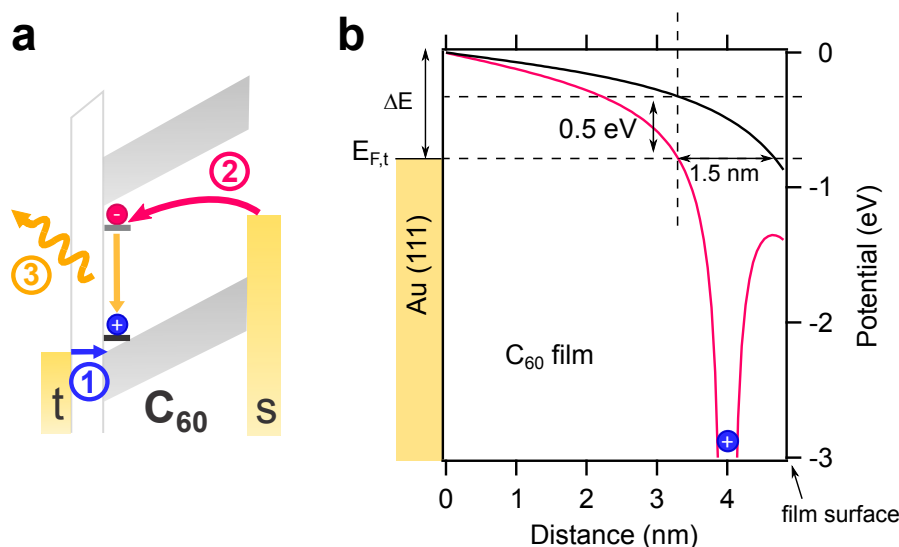 a
b
1
2
3
-
+
t
C60
s
ΔE
EF,t
Au (111)
0.5 eV
1.5 nm
C60 film
+
0
-1
-2
-3
Potential (eV)
0 1 2 3 4
Distance (nm)
film surface